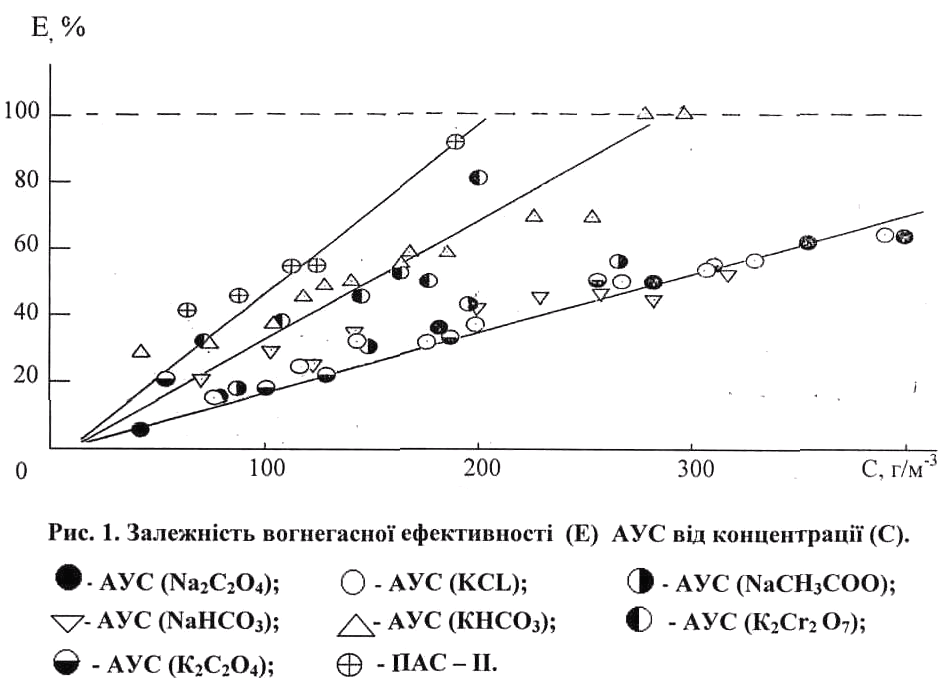 E, %
100
80
60
40
20
0
100
200
300
С, г/м⁻³
Рис. 1. Залежність вогнегасної ефективності (Е) АУС від концентрації (С).
- АУС (Na₂C₂O₄); - АУС (KCL); - АУС (NaCH₃COO);
- АУС (NaHCO₃); - АУС (KHCO₃); - АУС (K₂Cr₂ O₇);
- АУС (K₂C₂O₄); - ПАС – II.